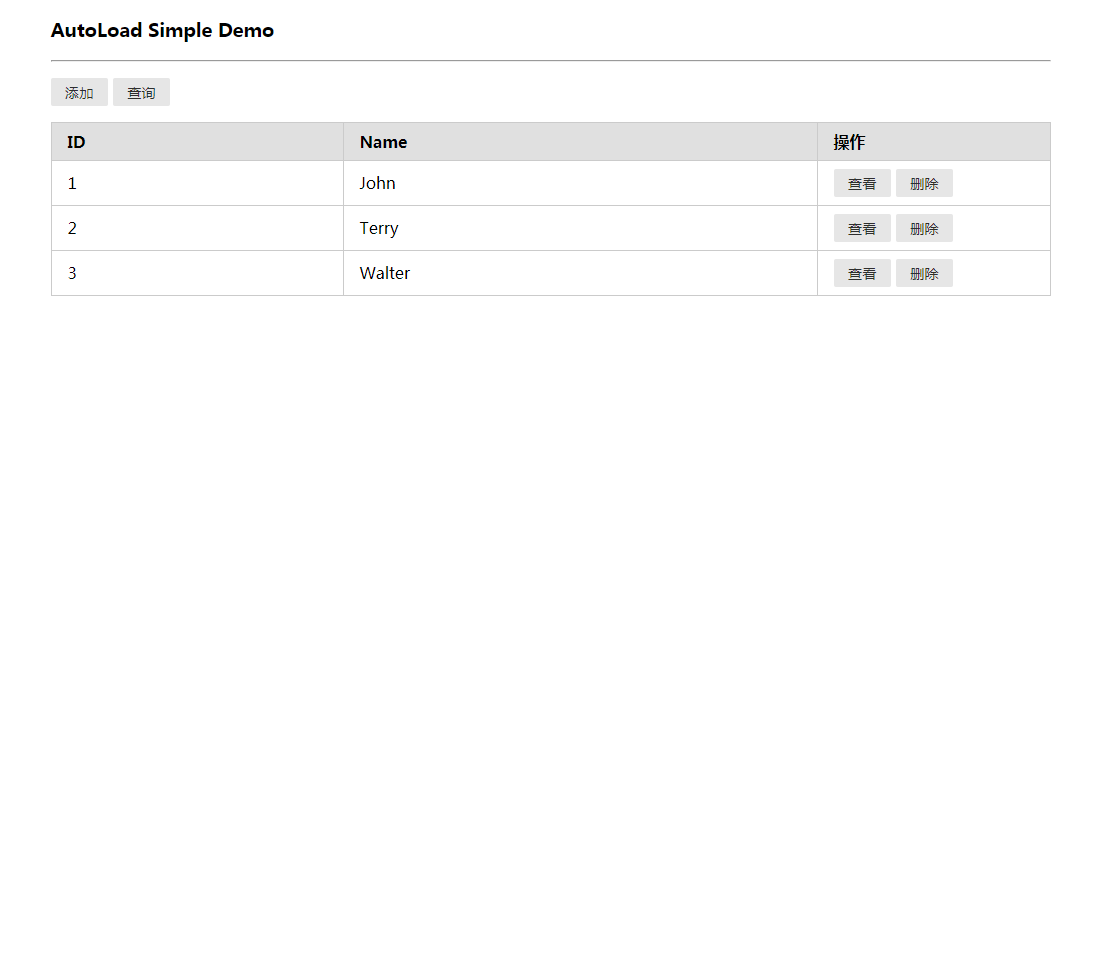 AutoLoad Simple Demo
添加 查询
ID Name 操作
1 John 查看 删除
2 Terry 查看 删除
3 Walter 查看 删除